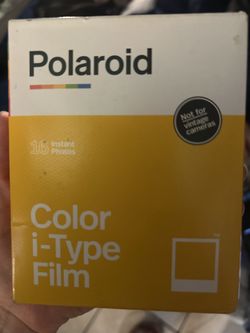 Polaroid
Not for
vintage
cameras
16 Instant
Photos
Color
i-Type
Film